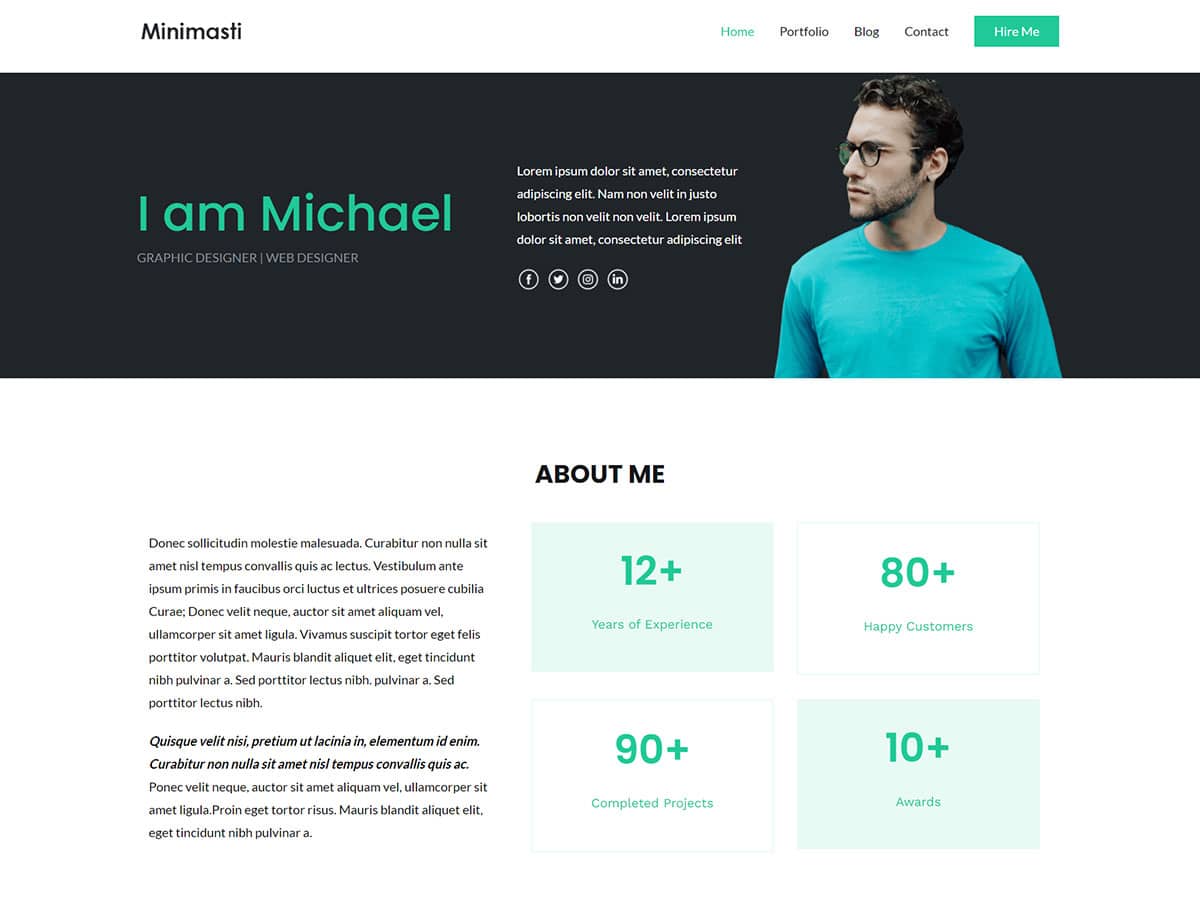 Minimasti
Home Portfolio Blog Contact Hire Me
I am Michael
GRAPHIC DESIGNER | WEB DESIGNER
Lorem ipsum dolor sit amet, consectetur
adipiscing elit. Nam non velit in justo
lobortis non velit non velit. Lorem ipsum
dolor sit amet, consectetur adipiscing elit
ABOUT ME
Donec sollicitudin molestie malesuada. Curabitur non nulla sit
amet nisl tempus convallis quis ac lectus. Vestibulum ante
ipsum primis in faucibus orci luctus et ultrices posuere cubilia
Curae; Donec velit neque, auctor sit amet aliquam vel,
ullamcorper sit amet ligula. Vivamus suscipit tortor eget felis
porttitor volutpat. Mauris blandit aliquet elit, eget tincidunt
nibh pulvinar a. Sed porttitor lectus nibh. pulvinar a. Sed
porttitor lectus nibh.
Quisque velit nisi, pretium ut lacinia in, elementum id enim.
Curabitur non nulla sit amet nisl tempus convallis quis ac.
Ponec velit neque, auctor sit amet aliquam vel, ullamcorper sit
amet ligula.Proin eget tortor risus. Mauris blandit aliquet elit,
eget tincidunt nibh pulvinar a.
12+
Years of Experience
80+
Happy Customers
90+
Completed Projects
10+
Awards